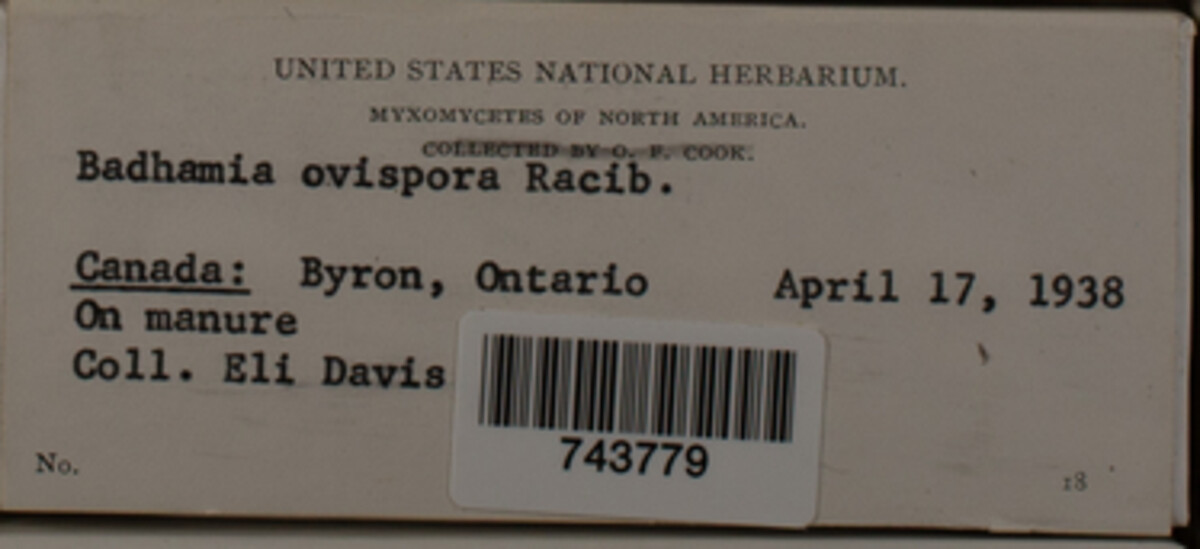 UNITED STATES NATIONAL HERBARIUM.
MYXOMYCETES OF NORTH AMERICA.
COLLECTED BY O. F. COOK.
Badhamia ovispora Racib.
Canada: Byron, Ontario April 17, 1938
On manure
Coll. Eli Davis
743779
No. 18